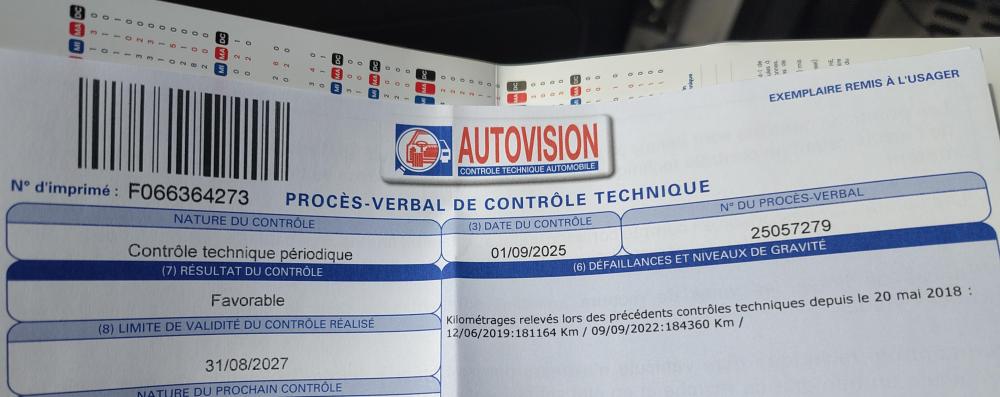 EXEMPLAIRE REMIS À L'USAGER
AUTOVISION
CONTROLE TECHNIQUE AUTOMOBILE
N° d'imprimé : F066364273
PROCÈS-VERBAL DE CONTRÔLE TECHNIQUE
NATURE DU CONTRÔLE
Contrôle technique périodique
(3) DATE DU CONTRÔLE
01/09/2025
N° DU PROCÈS-VERBAL
25057279
(7) RÉSULTAT DU CONTRÔLE
Favorable
(6) DÉFAILLANCES ET NIVEAUX DE GRAVITÉ
Kilométrages relevés lors des précédents contrôles techniques depuis le 20 mai 2018 :
12/06/2019:181164 Km / 09/09/2022:184360 Km /
(8) LIMITE DE VALIDITÉ DU CONTRÔLE RÉALISÉ
31/08/2027
NATURE DU PROCHAIN CONTRÔLE